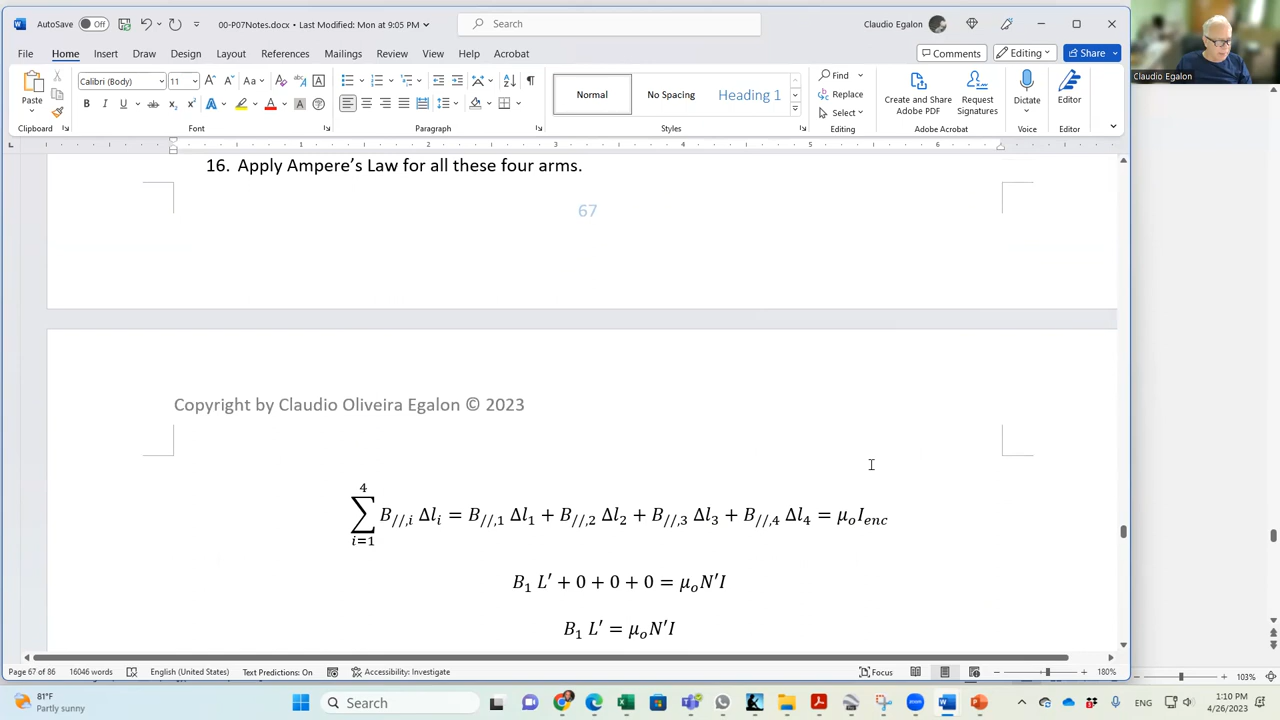 AutoSave Off 00-P07Notes.docx • Last Modified: Mon at 9:05 PM Search Claudio Egalon
File Home Insert Draw Design Layout References Mailings Review View Help Acrobat Comments Editing Share
Claudio Egalon
Calibri (Body) 11 Normal No Spacing Heading 1 Find Replace Select
Paste Create and Share Adobe PDF Request Signatures Dictate Editor
Clipboard Font Paragraph Styles Editing Adobe Acrobat Voice Editor
16. Apply Ampere's Law for all these four arms.
67
Copyright by Claudio Oliveira Egalon © 2023
\sum_{i=1}^{4} B_{//,i} Δl_i = B_{//,1} Δl_1 + B_{//,2} Δl_2 + B_{//,3} Δl_3 + B_{//,4} Δl_4 = μ_o I_{enc}
B_1 L′ + 0 + 0 + 0 = μ_o N′I
B_1 L′ = μ_o N′I
Page 67 of 86 16046 words English (United States) Text Predictions: On Accessibility: Investigate Focus 180% 103%
81°F
Partly sunny
Search
ENG
1:10 PM
4/26/2023